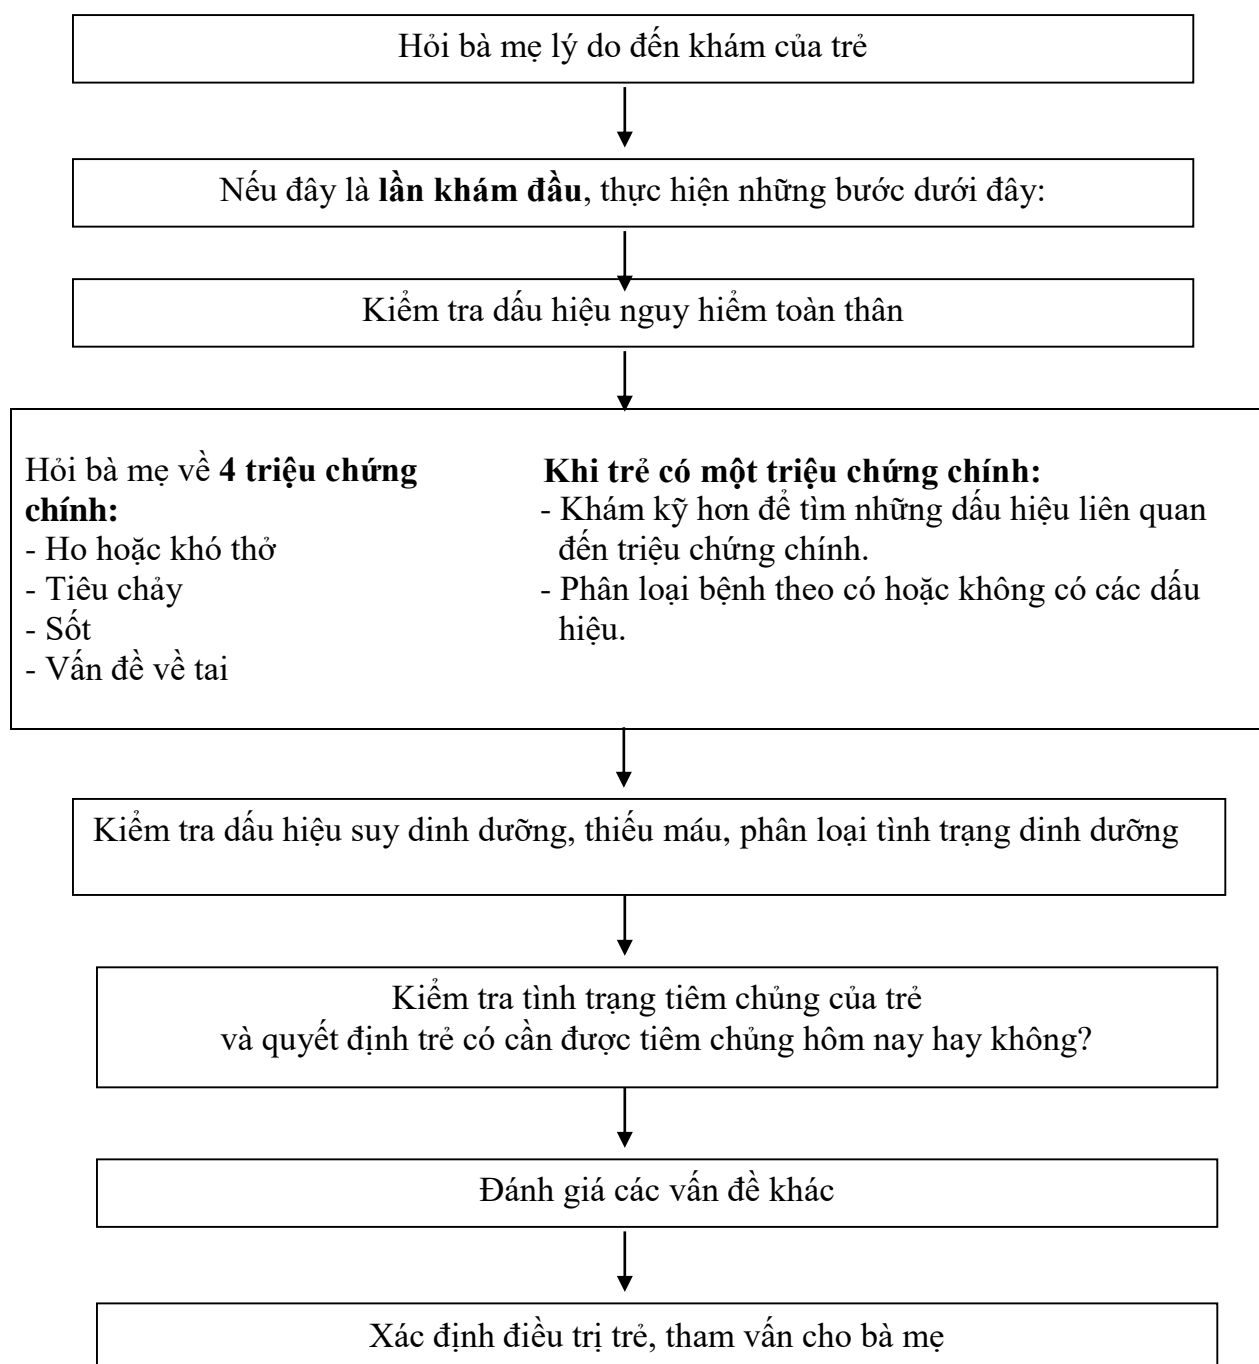 Hỏi bà mẹ lý do đến khám của trẻ
Nếu đây là lần khám đầu, thực hiện những bước dưới đây:
Kiểm tra dấu hiệu nguy hiểm toàn thân
Hỏi bà mẹ về 4 triệu chứng
chính:
- Ho hoặc khó thở
- Tiêu chảy
- Sốt
- Vấn đề về tai
Khi trẻ có một triệu chứng chính:
- Khám kỹ hơn để tìm những dấu hiệu liên quan
đến triệu chứng chính.
- Phân loại bệnh theo có hoặc không có các dấu
hiệu.
Kiểm tra dấu hiệu suy dinh dưỡng, thiếu máu, phân loại tình trạng dinh dưỡng
Kiểm tra tình trạng tiêm chủng của trẻ
và quyết định trẻ có cần được tiêm chủng hôm nay hay không?
Đánh giá các vấn đề khác
Xác định điều trị trẻ, tham vấn cho bà mẹ